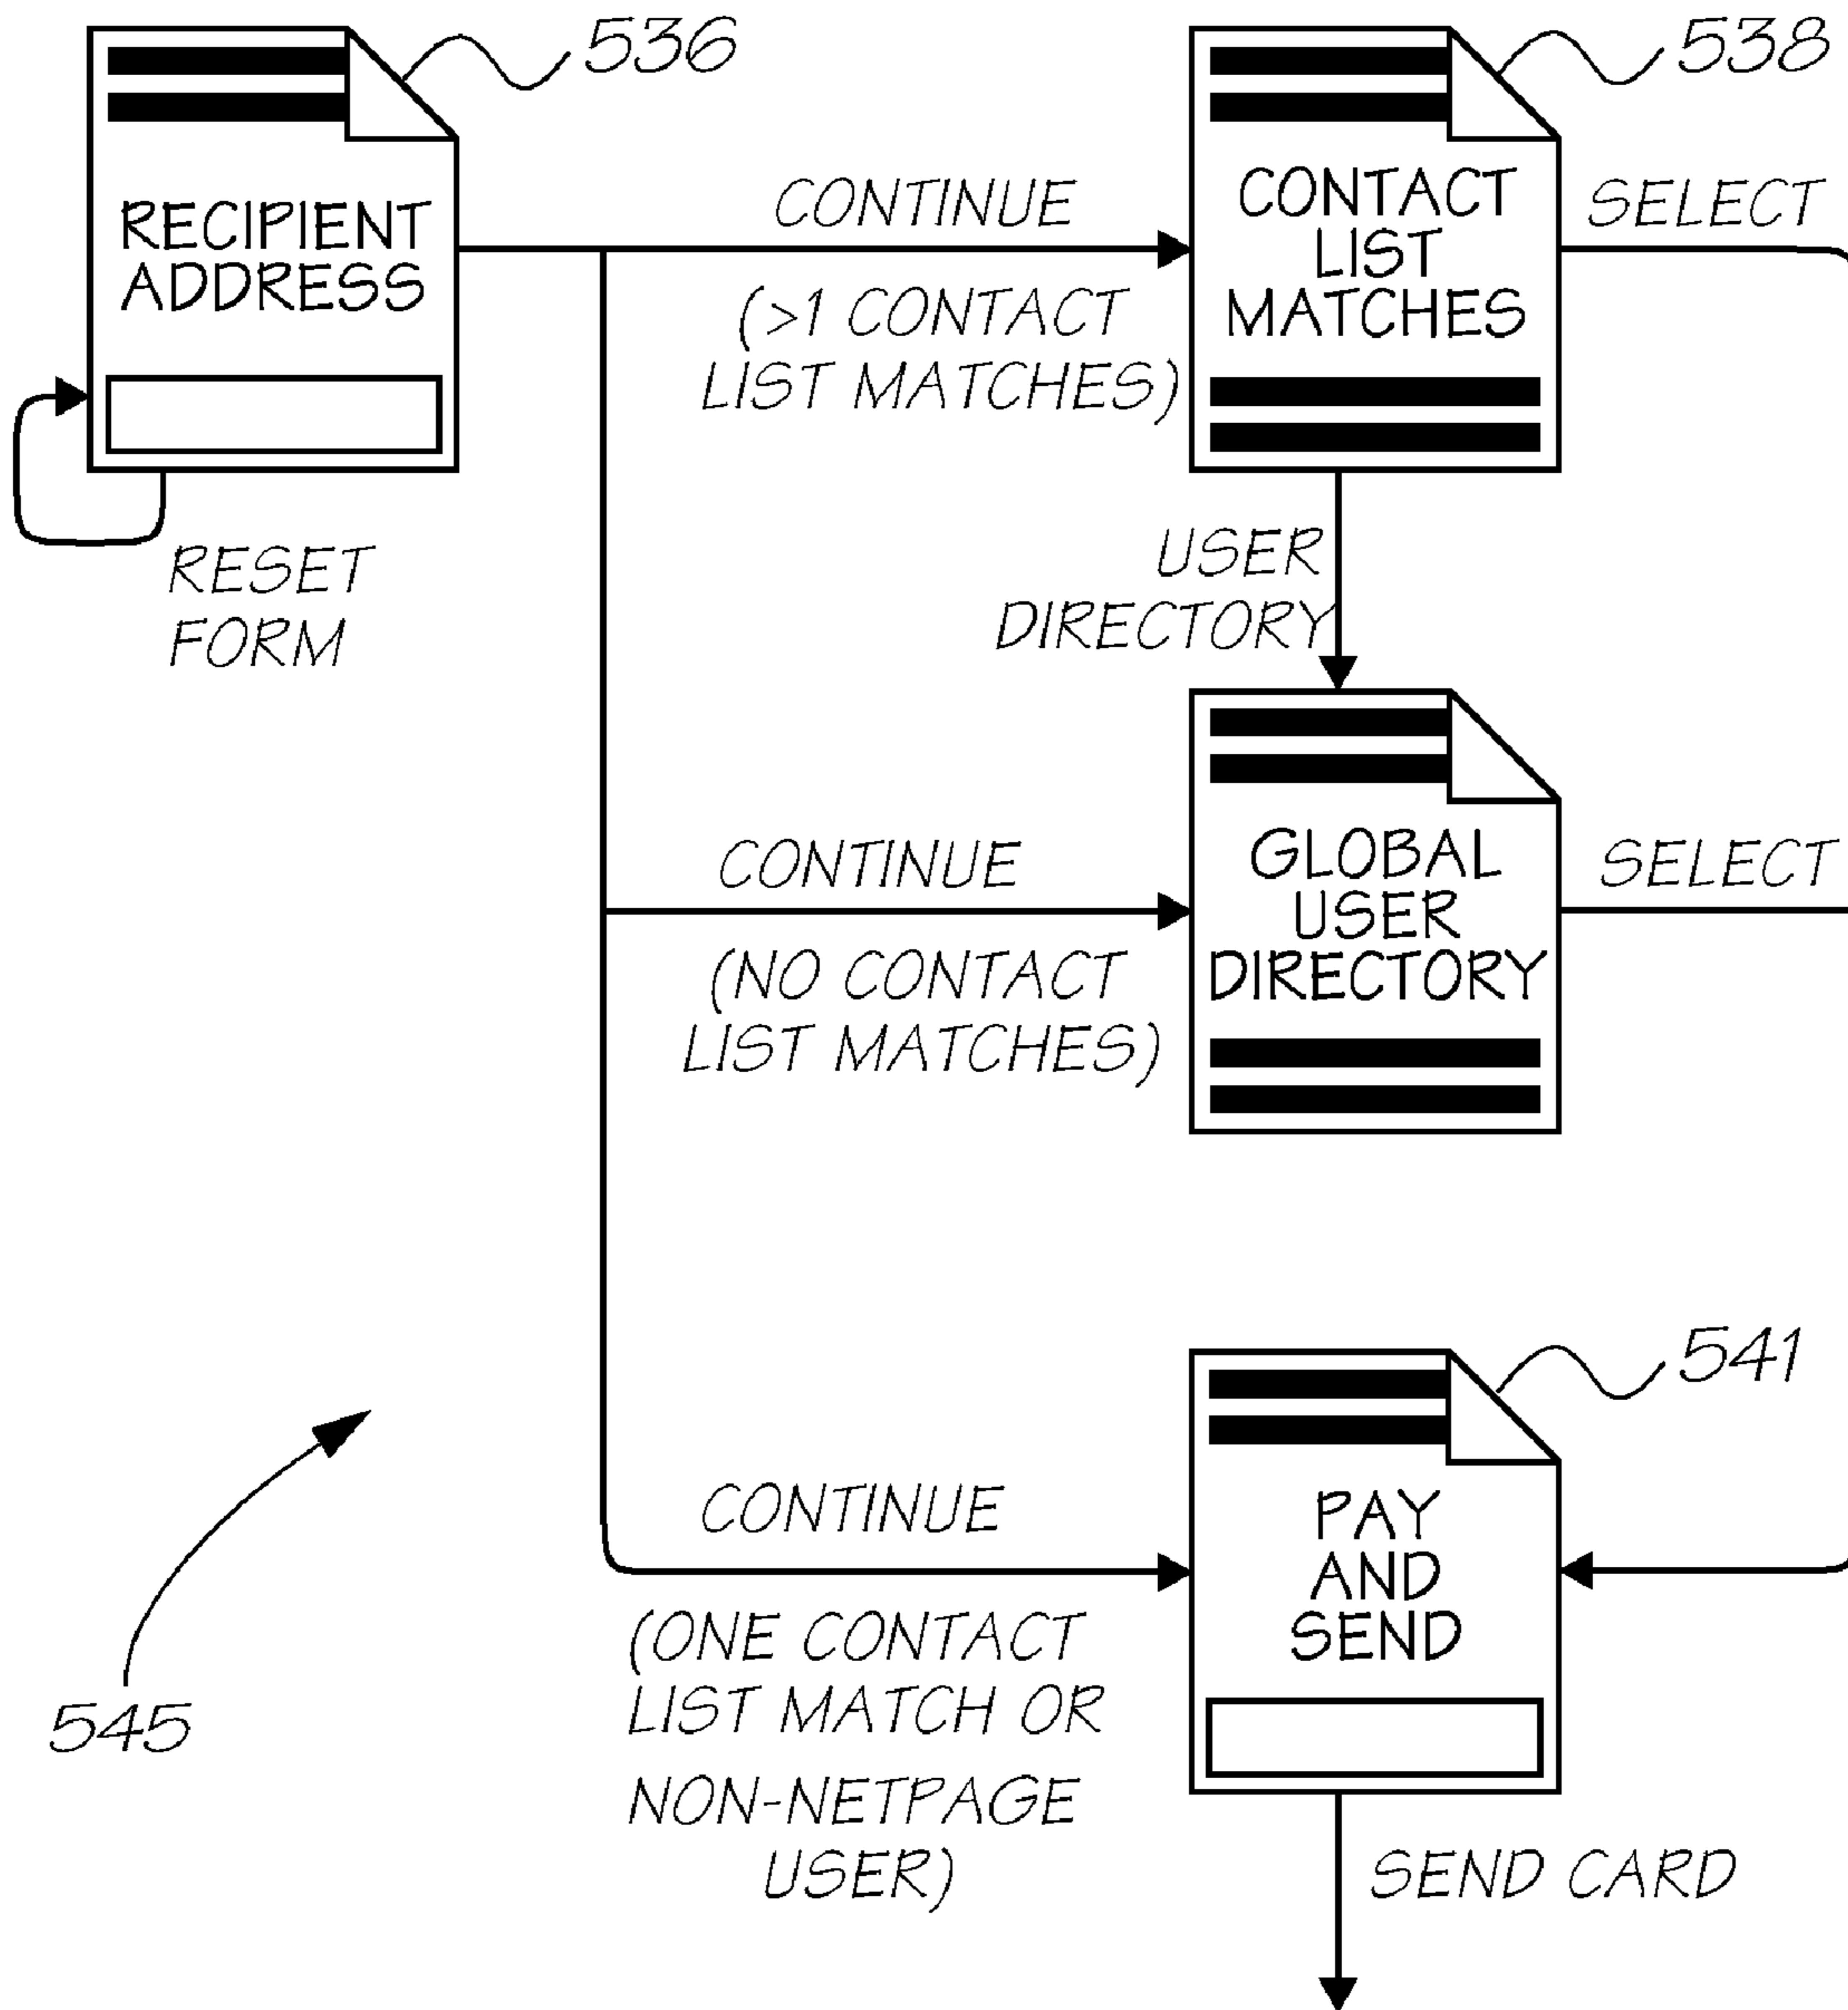 536
538
RECIPIENT
ADDRESS
CONTINUE
(>1 CONTACT
LIST MATCHES)
CONTACT
LIST
MATCHES
SELECT
RESET
FORM
USER
DIRECTORY
CONTINUE
(NO CONTACT
LIST MATCHES)
GLOBAL
USER
DIRECTORY
SELECT
541
CONTINUE
(ONE CONTACT
LIST MATCH OR
NON-NETPAGE
USER)
PAY
AND
SEND
545
SEND CARD